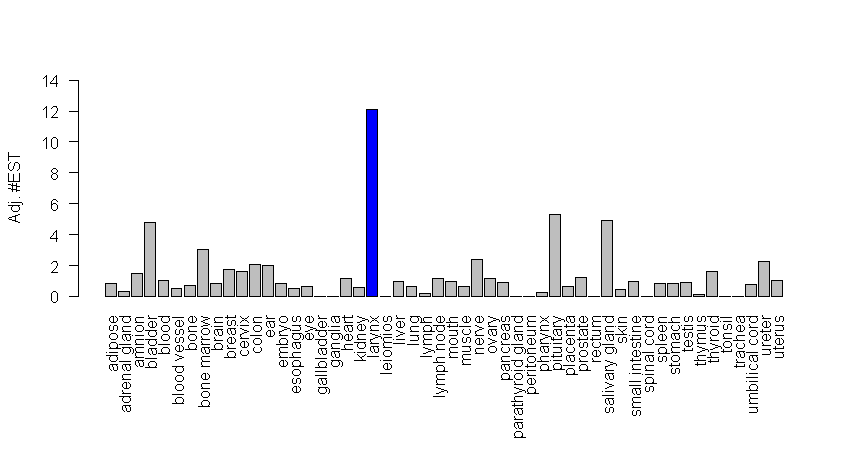 14
12
10
8
6
4
2
0
Adj. #EST
adipose
adrenal gland
amnion
bladder
blood
blood vessel
bone
bone marrow
brain
breast
cervix
colon
ear
embryo
esophagus
eye
gallbladder
ganglia
heart
kidney
larynx
leiomios
liver
lung
lymph
lymph node
mouth
muscle
nerve
ovary
pancreas
parathyroid gland
peritoneum
pharynx
pituitary
placenta
prostate
rectum
salivary gland
skin
small intestine
spinal cord
spleen
stomach
testis
thymus
thyroid
tonsil
trachea
umbilical cord
ureter
uterus